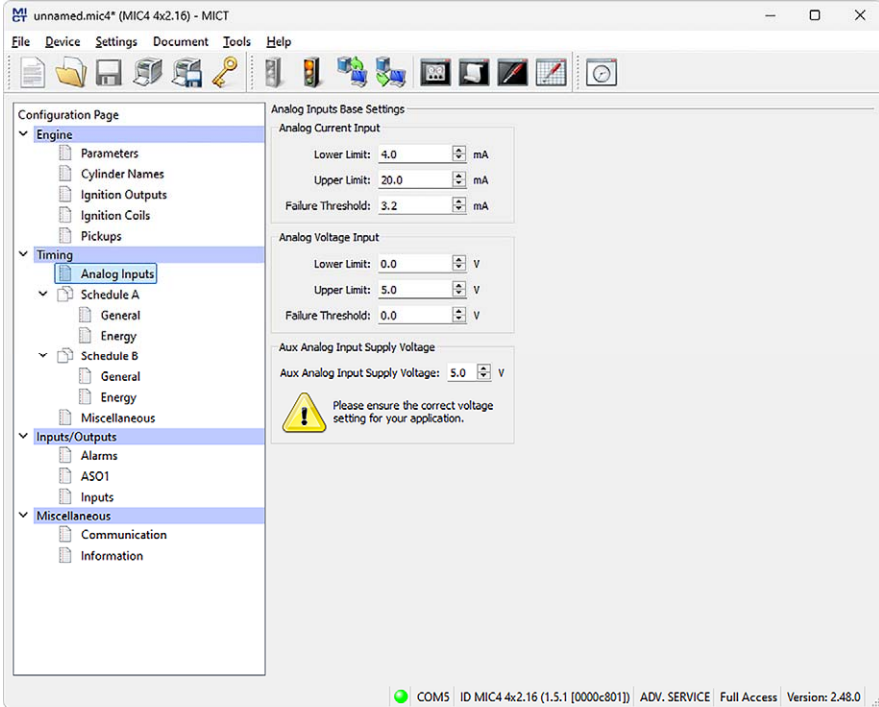 MICT unnamed.mic4* (MIC4 4x2.16) - MICT
File Device Settings Document Tools Help
Configuration Page
Engine
Parameters
Cylinder Names
Ignition Outputs
Ignition Coils
Pickups
Timing
Analog Inputs
Schedule A
General
Energy
Schedule B
General
Energy
Miscellaneous
Inputs/Outputs
Alarms
ASO1
Inputs
Miscellaneous
Communication
Information
Analog Inputs Base Settings
Analog Current Input
Lower Limit: 4.0 mA
Upper Limit: 20.0 mA
Failure Threshold: 3.2 mA
Analog Voltage Input
Lower Limit: 0.0 V
Upper Limit: 5.0 V
Failure Threshold: 0.0 V
Aux Analog Input Supply Voltage
Aux Analog Input Supply Voltage: 5.0 V
Please ensure the correct voltage
setting for your application.
COM5 ID MIC4 4x2.16 (1.5.1 [0000c801]) ADV. SERVICE Full Access Version: 2.48.0